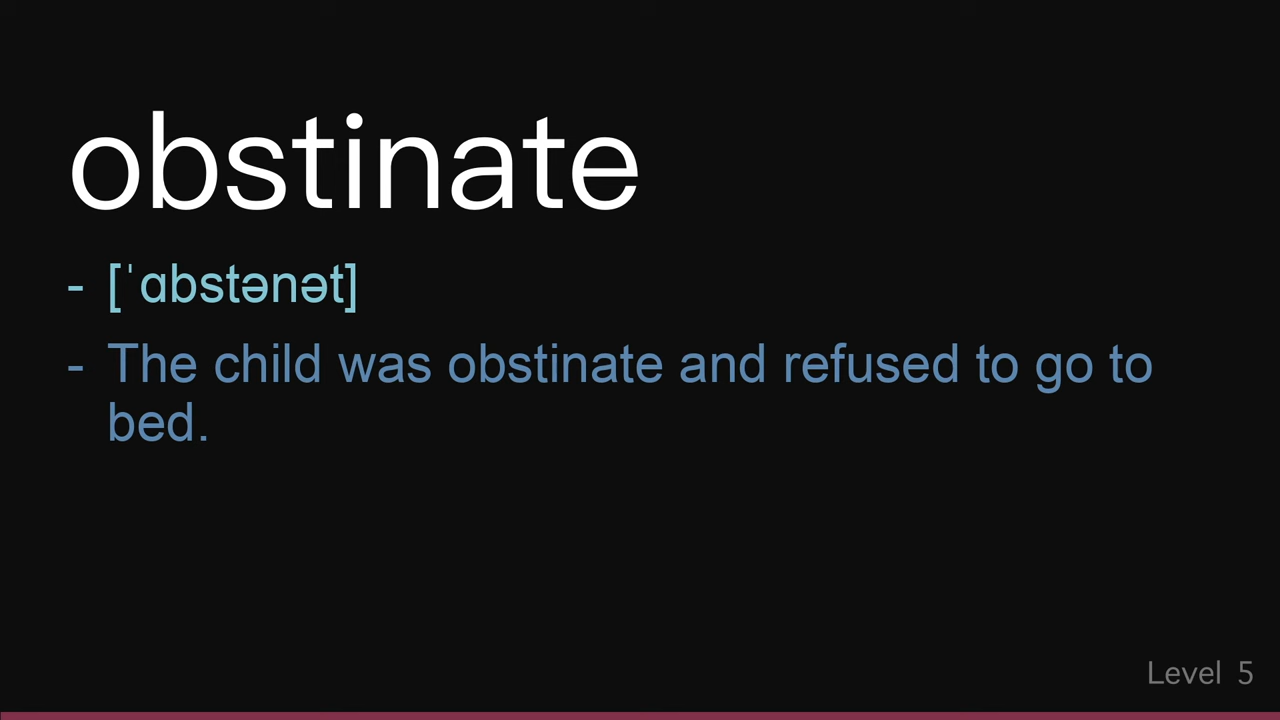 obstinate
- [ˈɑbstənət]
- The child was obstinate and refused to go to
bed.
Level 5